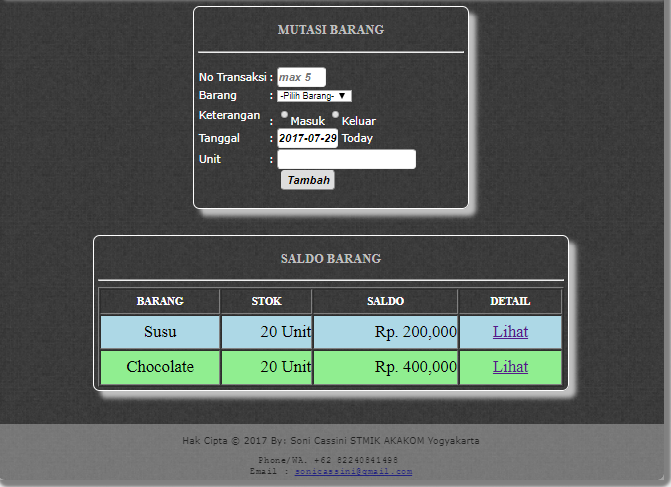 MUTASI BARANG
No Transaksi : max 5
Barang : -Pilih Barang- ▼
Keterangan : Masuk Keluar
Tanggal : 2017-07-29 Today
Unit :
Tambah
SALDO BARANG
BARANG STOK SALDO DETAIL
Susu 20 Unit Rp. 200,000 Lihat
Chocolate 20 Unit Rp. 400,000 Lihat
Hak Cipta © 2017 By: Soni Cassini STMIK AKAKOM Yogyakarta
Phone/WA. +62 82240841498
Email : sonicassini@gmail.com